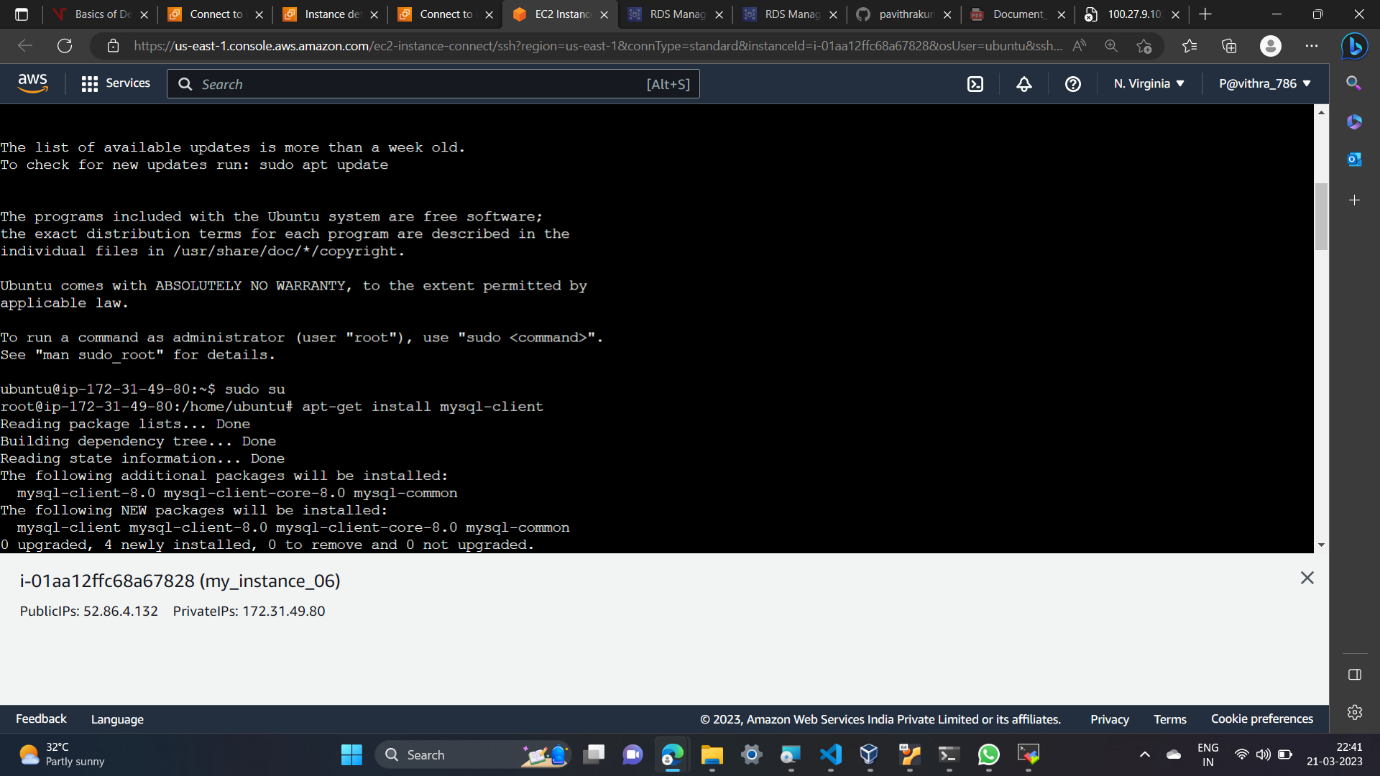 Basics of De
Connect to
Instance de
Connect to
EC2 Instanc
RDS Manag
RDS Manag
pavithrakur
Document_
100.27.9.10
https://us-east-1.console.aws.amazon.com/ec2-instance-connect/ssh?region=us-east-1&connType=standard&instanceId=i-01aa12ffc68a67828&osUser=ubuntu&ssh...
aws
Services
Search
[Alt+S]
N. Virginia
P@vithra_786
The list of available updates is more than a week old.
To check for new updates run: sudo apt update
The programs included with the Ubuntu system are free software;
the exact distribution terms for each program are described in the
individual files in /usr/share/doc/*/copyright.
Ubuntu comes with ABSOLUTELY NO WARRANTY, to the extent permitted by
applicable law.
To run a command as administrator (user "root"), use "sudo <command>".
See "man sudo_root" for details.
ubuntu@ip-172-31-49-80:~$ sudo su
root@ip-172-31-49-80:/home/ubuntu# apt-get install mysql-client
Reading package lists... Done
Building dependency tree... Done
Reading state information... Done
The following additional packages will be installed:
mysql-client-8.0 mysql-client-core-8.0 mysql-common
The following NEW packages will be installed:
mysql-client mysql-client-8.0 mysql-client-core-8.0 mysql-common
0 upgraded, 4 newly installed, 0 to remove and 0 not upgraded.
i-01aa12ffc68a67828 (my_instance_06)
PublicIPs: 52.86.4.132 PrivateIPs: 172.31.49.80
Feedback
Language
© 2023, Amazon Web Services India Private Limited or its affiliates.
Privacy
Terms
Cookie preferences
32°C
Partly sunny
Search
ENG
IN
22:41
21-03-2023